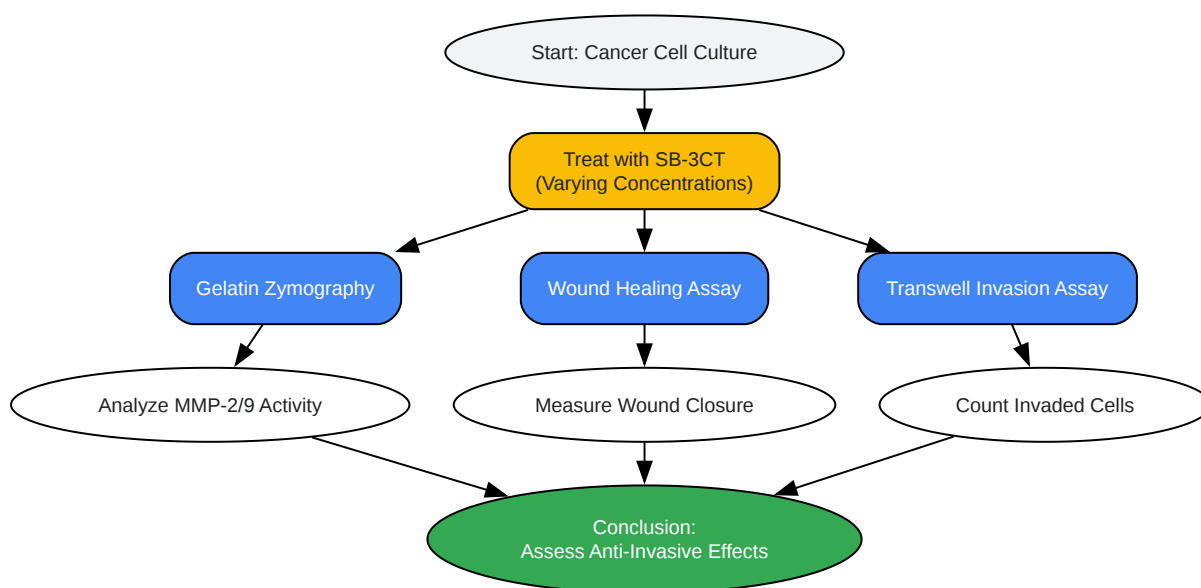 Start: Cancer Cell Culture
Treat with SB-3CT
(Varying Concentrations)
Gelatin Zymography
Wound Healing Assay
Transwell Invasion Assay
Analyze MMP-2/9 Activity
Measure Wound Closure
Count Invaded Cells
Conclusion:
Assess Anti-Invasive Effects